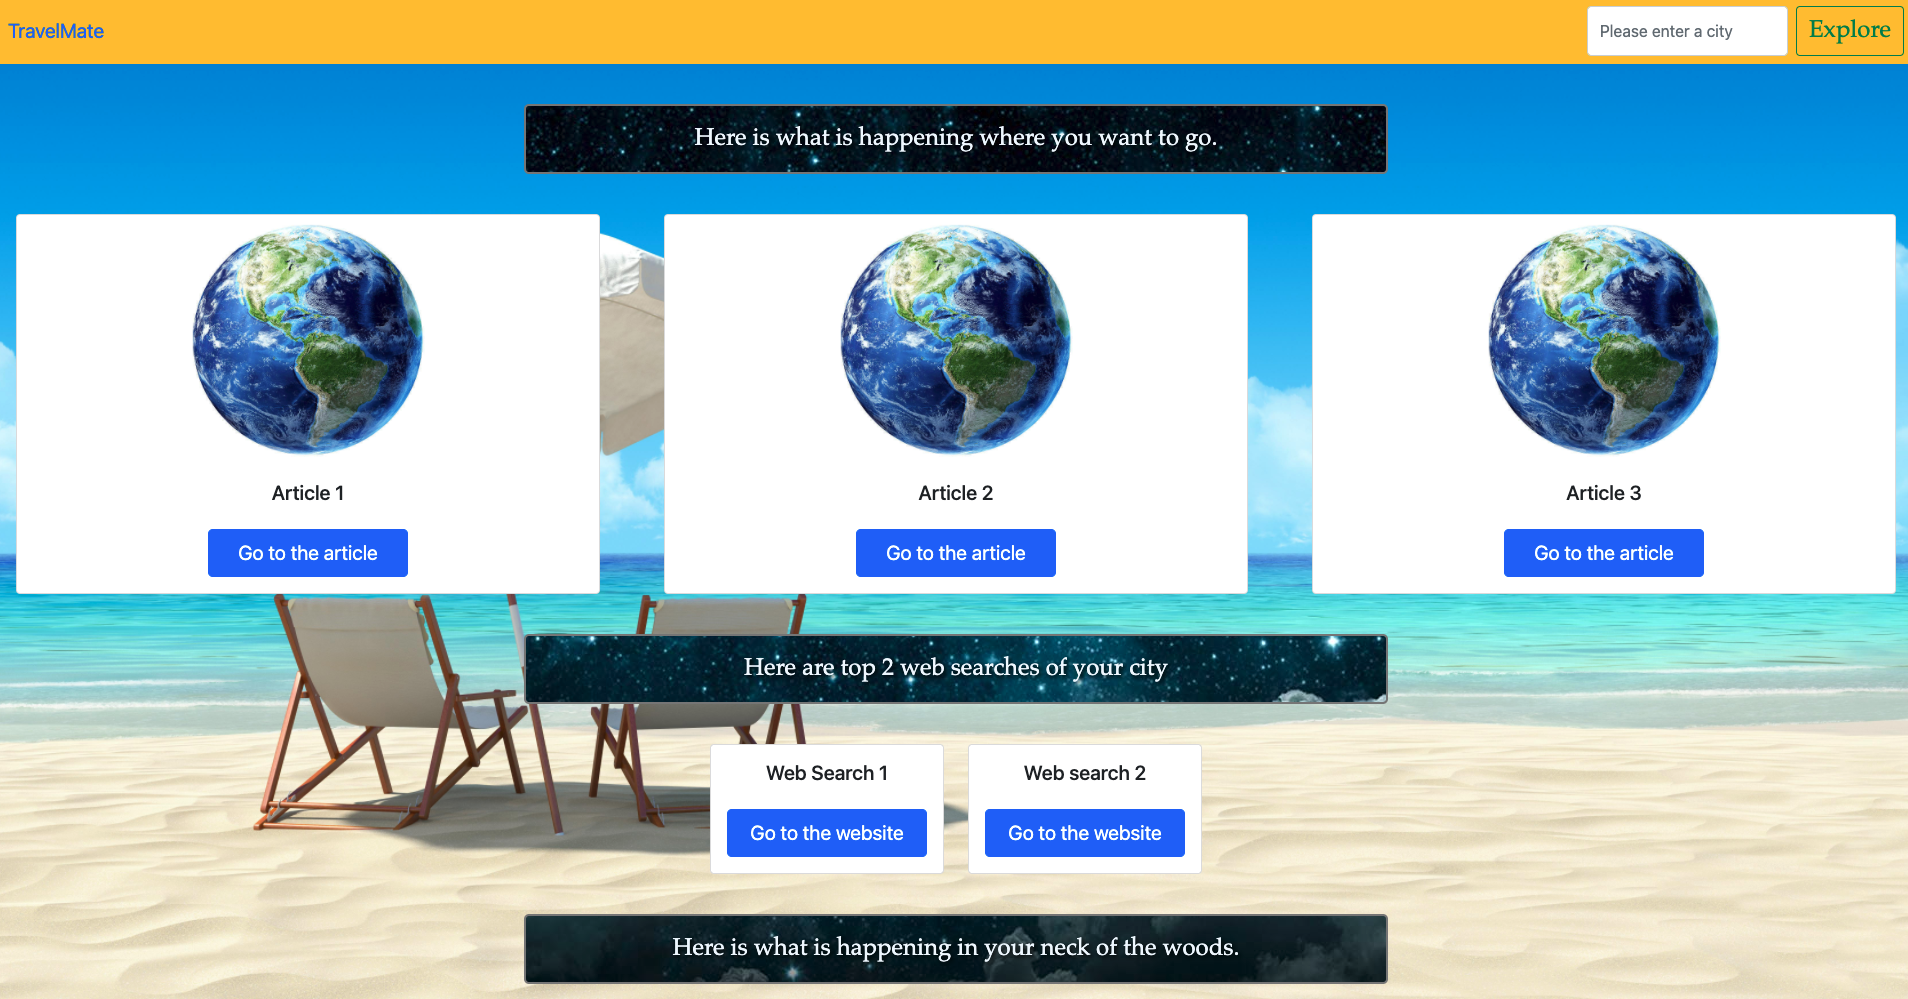 TravelMate
Please enter a city
Explore
Here is what is happening where you want to go.
Article 1
Go to the article
Article 2
Go to the article
Article 3
Go to the article
Here are top 2 web searches of your city
Web Search 1
Go to the website
Web search 2
Go to the website
Here is what is happening in your neck of the woods.